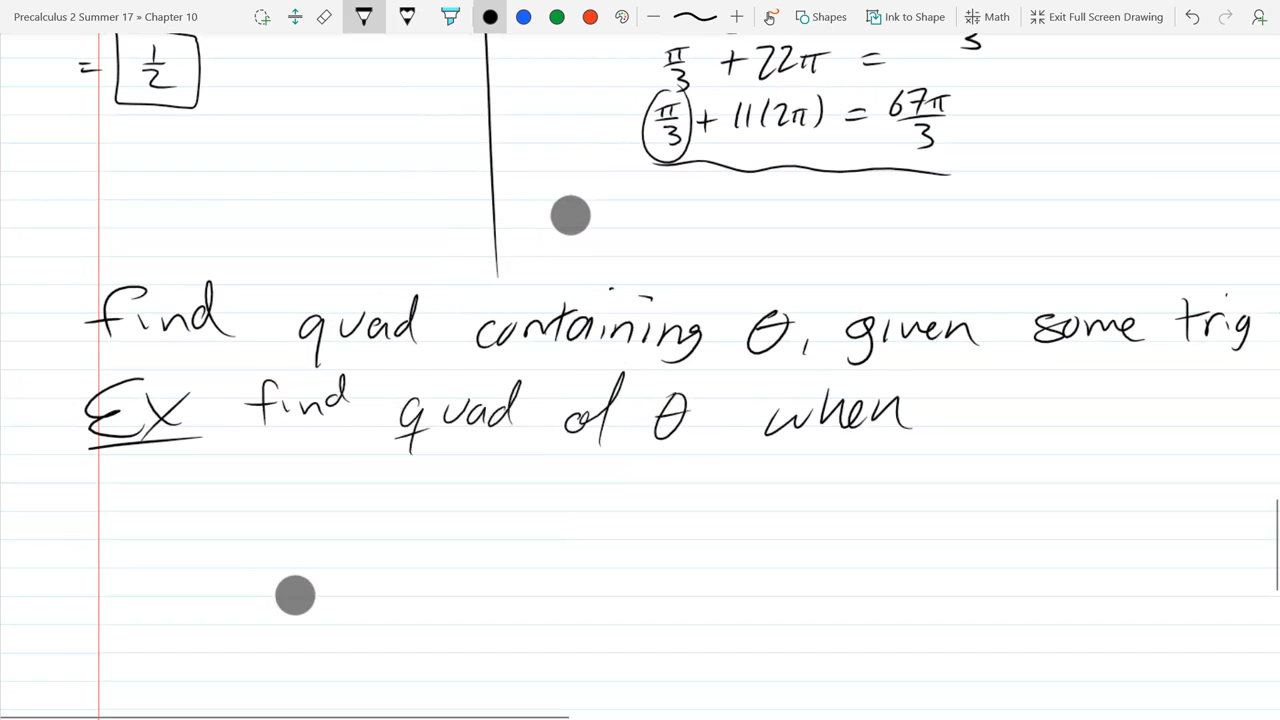 Precalculus 2 Summer 17 » Chapter 10
Shapes
Ink to Shape
Math
Exit Full Screen Drawing
= 1/2
π/3 + 22π =
3
π/3 + 11(2π) = 67π/3
find quad containing θ, given some trig
Ex find quad of θ when